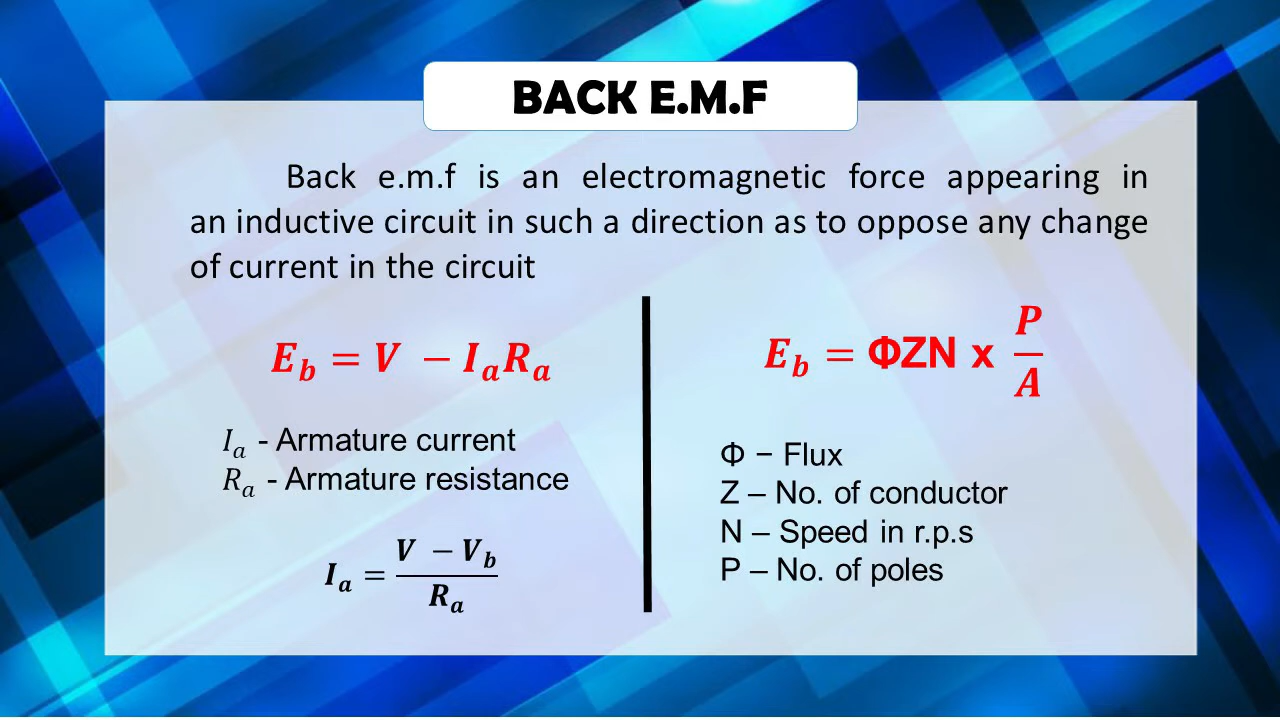 BACK E.M.F
Back e.m.f is an electromagnetic force appearing in
an inductive circuit in such a direction as to oppose any change
of current in the circuit
E_b = V − I_a R_a
I_a - Armature current
R_a - Armature resistance
I_a = (V − V_b) / R_a
E_b = ΦZN x P/A
Φ − Flux
Z – No. of conductor
N – Speed in r.p.s
P – No. of poles